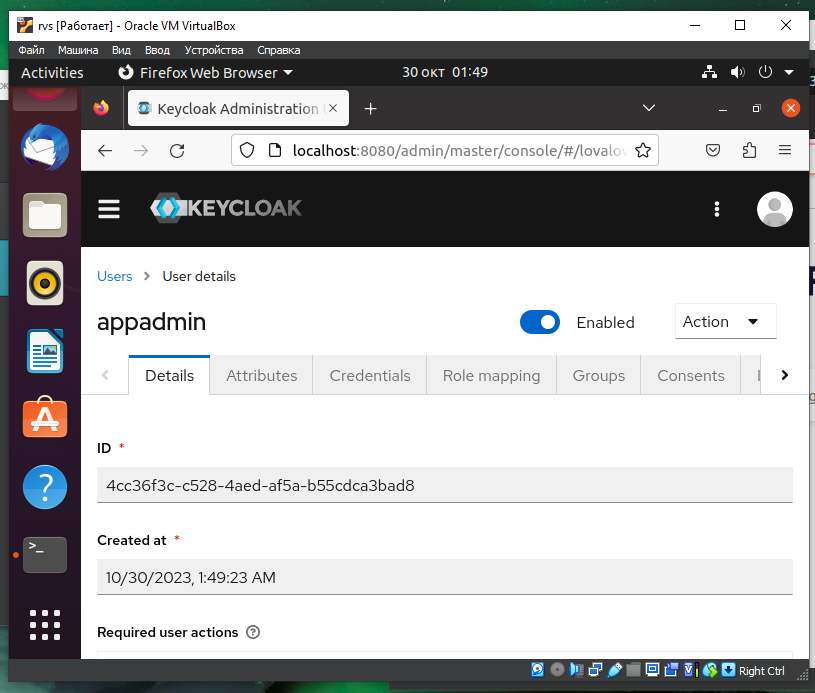 rvs [Работает] - Oracle VM VirtualBox
Файл Машина Вид Ввод Устройства Справка
Activities Firefox Web Browser 30 окт 01:49
Keycloak Administration
localhost:8080/admin/master/console/#/lovalov
KEYCLOAK
Users > User details
appadmin Enabled Action
Details Attributes Credentials Role mapping Groups Consents
ID *
4cc36f3c-c528-4aed-af5a-b55cdca3bad8
Created at *
10/30/2023, 1:49:23 AM
Required user actions ?
Right Ctrl